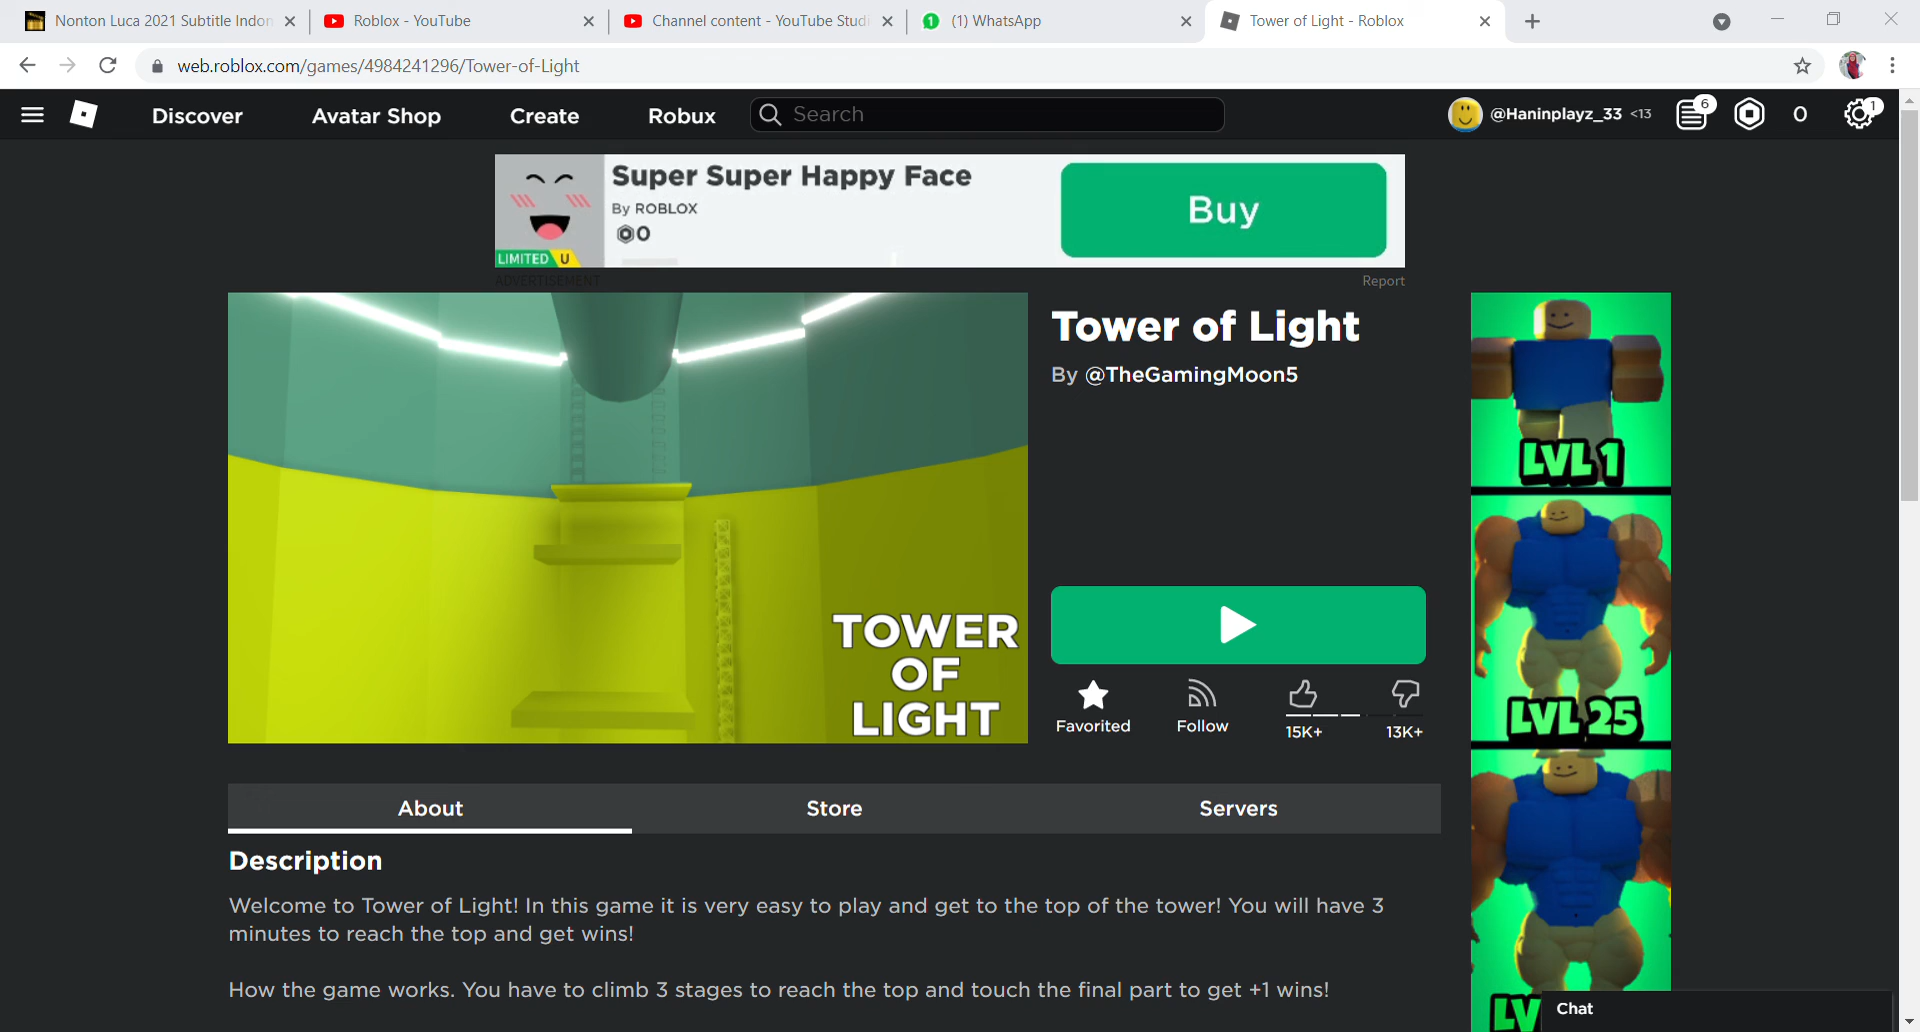 Nonton Luca 2021 Subtitle Indon
Roblox - YouTube
Channel content - YouTube Studi
1 (1) WhatsApp
Tower of Light - Roblox
web.roblox.com/games/4984241296/Tower-of-Light
Discover
Avatar Shop
Create
Robux
Search
@Haninplayz_33 <13
6
0
1
Super Super Happy Face
By ROBLOX
0
LIMITED U
Buy
ADVERTISEMENT
Report
Tower of Light
By @TheGamingMoon5
TOWER
OF
LIGHT
Favorited
Follow
15K+
13K+
LVL 1
LVL 25
LV
About
Store
Servers
Description
Welcome to Tower of Light! In this game it is very easy to play and get to the top of the tower! You will have 3
minutes to reach the top and get wins!
How the game works. You have to climb 3 stages to reach the top and touch the final part to get +1 wins!
Chat